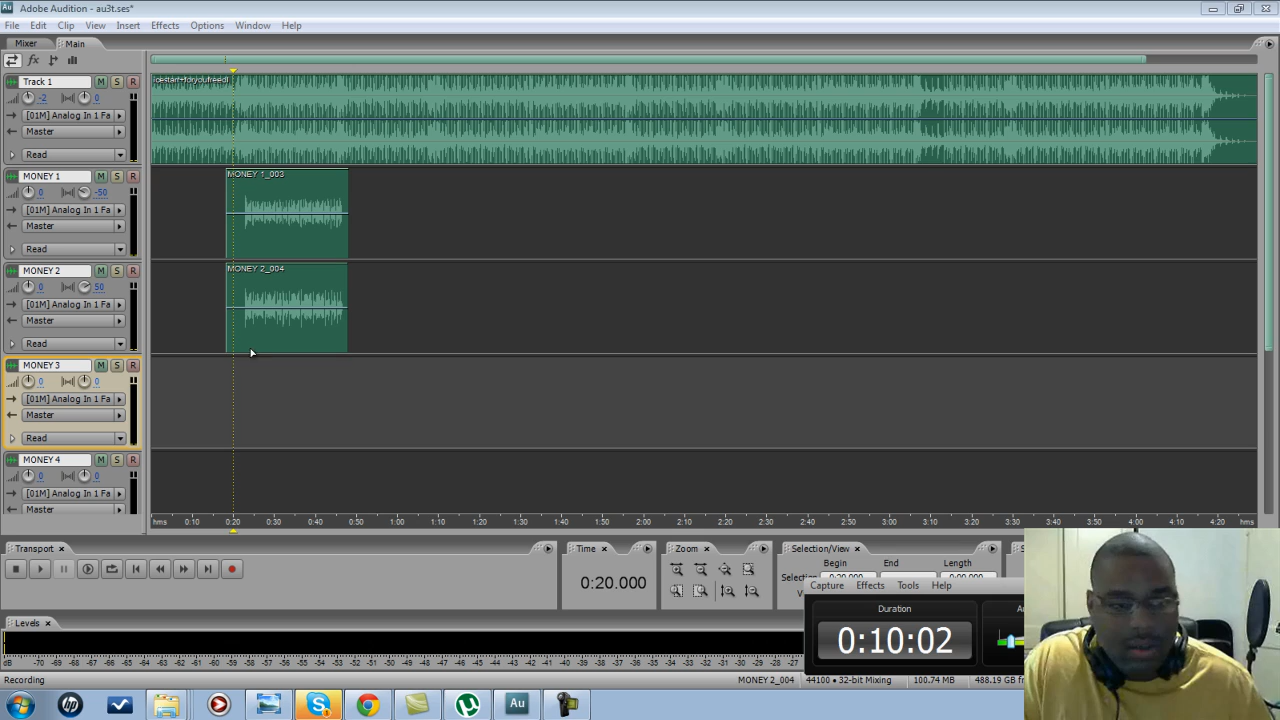 Adobe Audition - au3t.ses*
File Edit Clip View Insert Effects Options Window Help
Mixer Main
fx
Track 1 M S R
-2 0
[01M] Analog In 1 Fa
Master
Read
MONEY 1 M S R
0 -50
[01M] Analog In 1 Fa
Master
Read
MONEY 1_003
MONEY 2 M S R
0 50
[01M] Analog In 1 Fa
Master
Read
MONEY 2_004
MONEY 3 M S R
0 0
[01M] Analog In 1 Fa
Master
Read
MONEY 4 M S R
0 0
[01M] Analog In 1 Fa
Master
hms 0:10 0:20 0:30 0:40 0:50 1:00 1:10 1:20 1:30 1:40 1:50 2:00 2:10 2:20 2:30 2:40 2:50 3:00 3:10 3:20 3:30 3:40 3:50 4:00 4:10 4:20 hms
Transport Time Zoom Selection/View
Begin End Length
0:20.000
Selection
Capture Effects Tools Help
Duration
0:10:02
Levels
dB -70 -69 -68 -67 -66 -65 -64 -63 -62 -61 -60 -59 -58 -57 -56 -55 -54 -53 -52 -51 -50 -49 -48 -47 -46 -45 -44 -43 -42 -41 -40 -39 -38 -37 -36 -35 -34 -33 -32 -31 -30 -29 -28 -27
Recording MONEY 2_004 44100 • 32-bit Mixing 100.74 MB 488.19 GB
hp
Au